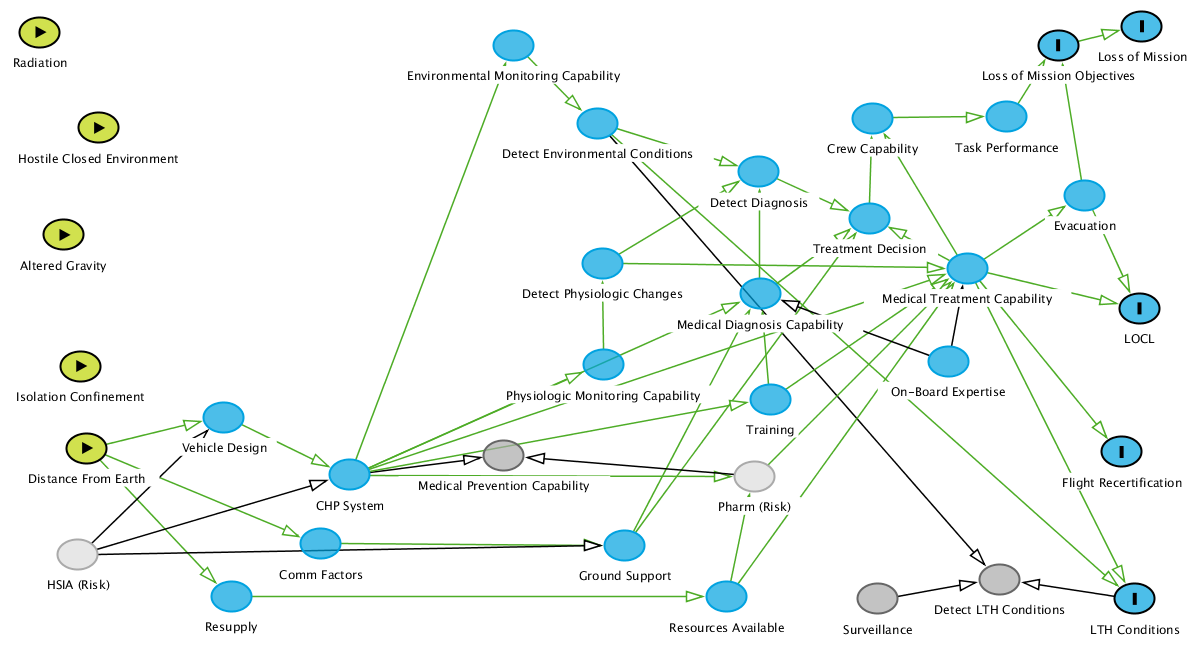 Loss of Mission
Radiation
Environmental Monitoring Capability
Loss of Mission Objectives
Crew Capability
Task Performance
Detect Environmental Conditions
Hostile Closed Environment
Detect Diagnosis
Evacuation
Treatment Decision
Altered Gravity
Detect Physiologic Changes
Medical Treatment Capability
Medical Diagnosis Capability
LOCL
Isolation Confinement
Physiologic Monitoring Capability
On-Board Expertise
Training
Vehicle Design
Distance From Earth
Medical Prevention Capability
Flight Recertification
CHP System
Pharm (Risk)
Comm Factors
Ground Support
HSIA (Risk)
Detect LTH Conditions
Resupply
Resources Available
Surveillance
LTH Conditions